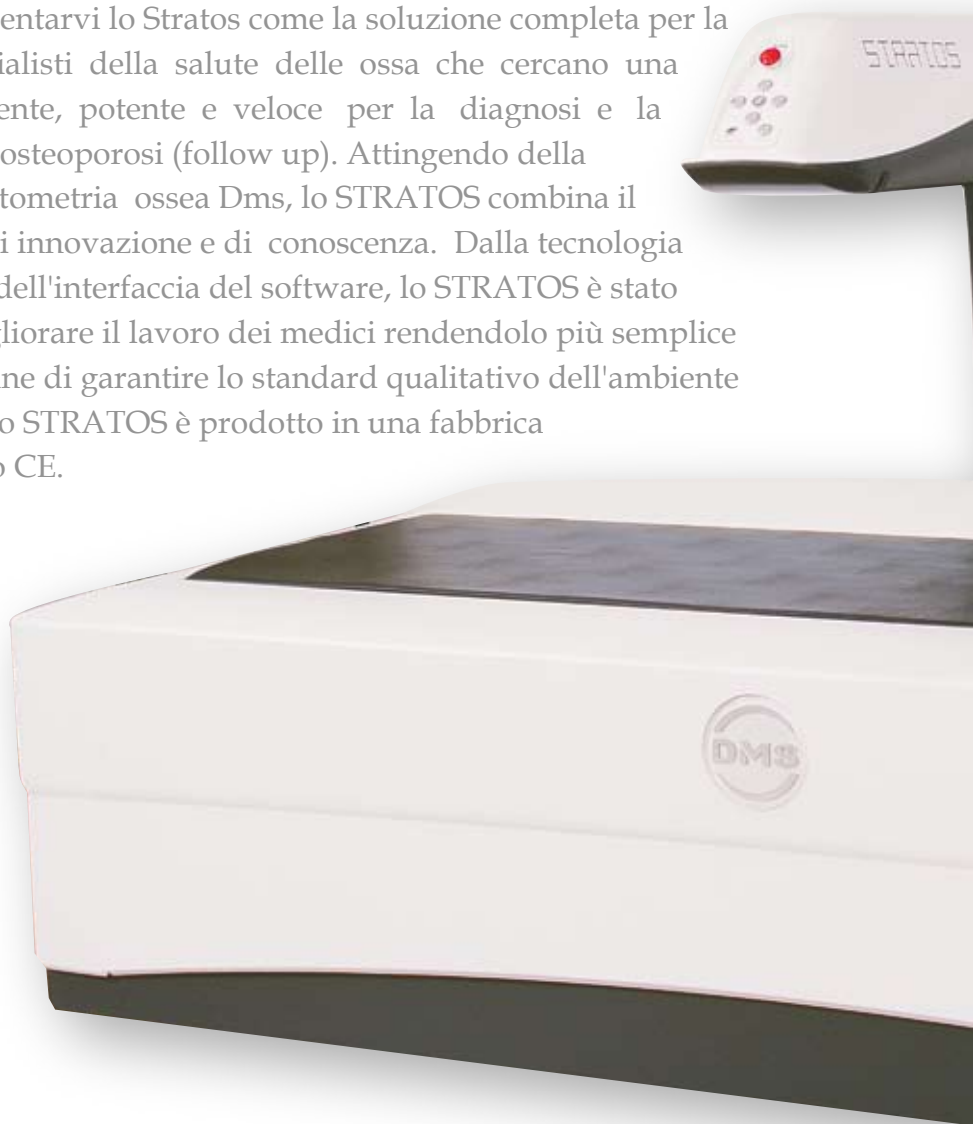 entarvi lo Stratos come la soluzione completa per la
ialisti della salute delle ossa che cercano una
ente, potente e veloce per la diagnosi e la
osteoporosi (follow up). Attingendo della
tometria ossea Dms, lo STRATOS combina il
i innovazione e di conoscenza. Dalla tecnologia
dell'interfaccia del software, lo STRATOS è stato
gliorare il lavoro dei medici rendendolo più semplice
ine di garantire lo standard qualitativo dell'ambiente
o STRATOS è prodotto in una fabbrica
o CE.
STRATOS
DMS